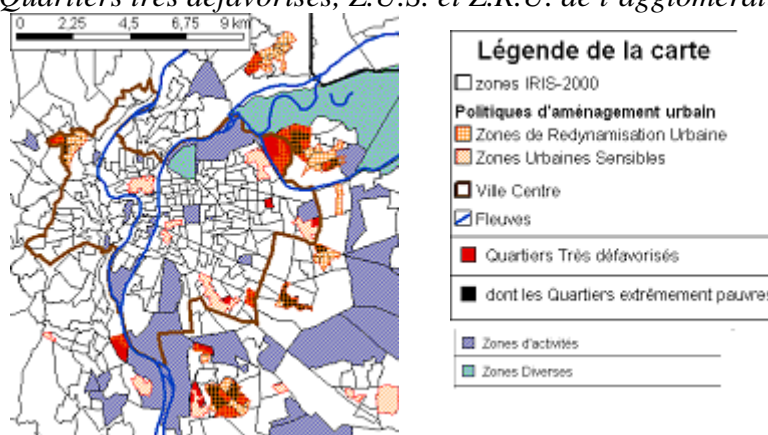 Quartiers très défavorisés, Z.U.S. et Z.R.U. de l'agglomérat
0 2,25 4,5 6,75 9 km
Légende de la carte
zones IRIS-2000
Politiques d'aménagement urbain
Zones de Redynamisation Urbaine
Zones Urbaines Sensibles
Ville Centre
Fleuves
Quartiers Très défavorisés
dont les Quartiers extrêmement pauvres
Zones d'activités
Zones Diverses